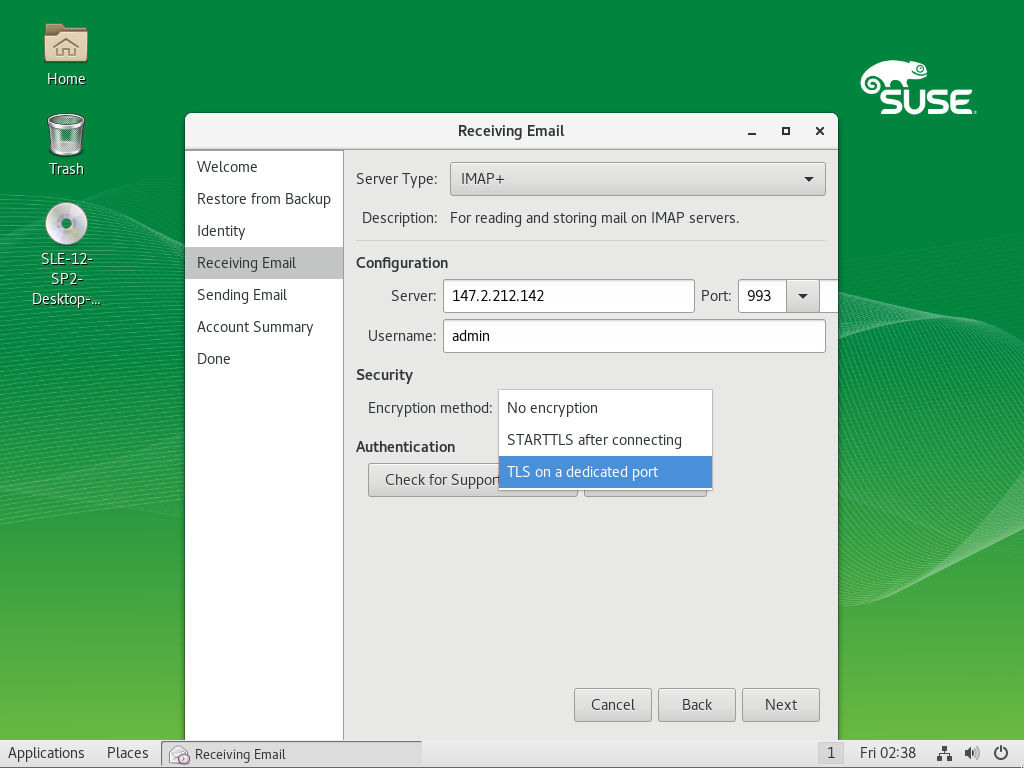 Home
Trash
SLE-12-
SP2-
Desktop-...
SUSE
Receiving Email
Welcome
Restore from Backup
Identity
Receiving Email
Sending Email
Account Summary
Done
Server Type: IMAP+
Description: For reading and storing mail on IMAP servers.
Configuration
Server: 147.2.212.142 Port: 993
Username: admin
Security
Encryption method: No encryption
STARTTLS after connecting
TLS on a dedicated port
Authentication
Check for Support
Cancel Back Next
Applications Places Receiving Email 1 Fri 02:38